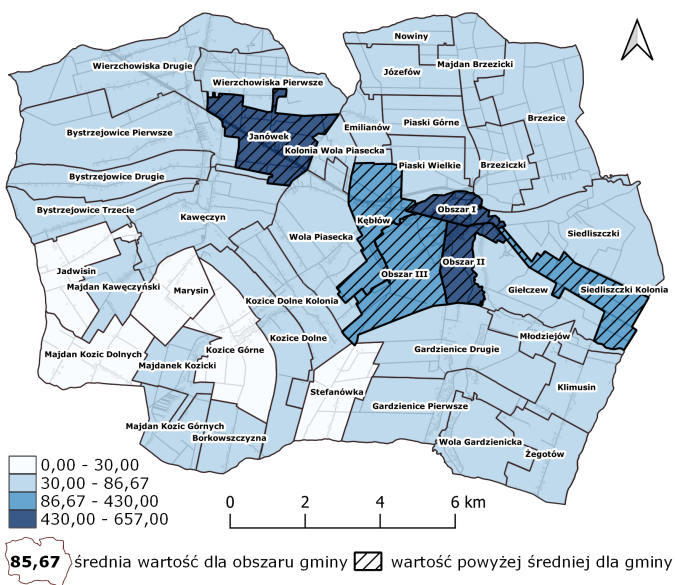 Nowiny
Wierzchowiska Drugie
Józefów
Majdan Brzezicki
Wierzchowiska Pierwsze
Bystrzejowice Pierwsze
Janówek
Emilianów
Piaski Górne
Brzezice
Kolonia Wola Piasecka
Piaski Wielkie
Brzeziczki
Bystrzejowice Drugie
Bystrzejowice Trzecie
Kawęczyn
Kębłów
Obszar I
Wola Piasecka
Siedliszczki
Jadwisin
Majdan Kawęczyński
Marysin
Obszar III
Obszar II
Giełczew
Siedliszczki Kolonia
Kozice Dolne Kolonia
Majdan Kozic Dolnych
Kozice Górne
Kozice Dolne
Gardzienice Drugie
Młodziejów
Majdanek Kozicki
Stefanówka
Klimusin
Gardzienice Pierwsze
Majdan Kozic Górnych
Borkowszczyzna
Wola Gardzienicka
Żegotów
0,00 - 30,00
30,00 - 86,67
86,67 - 430,00
430,00 - 657,00
0 2 4 6 km
85,67 średnia wartość dla obszaru gminy wartość powyżej średniej dla gminy